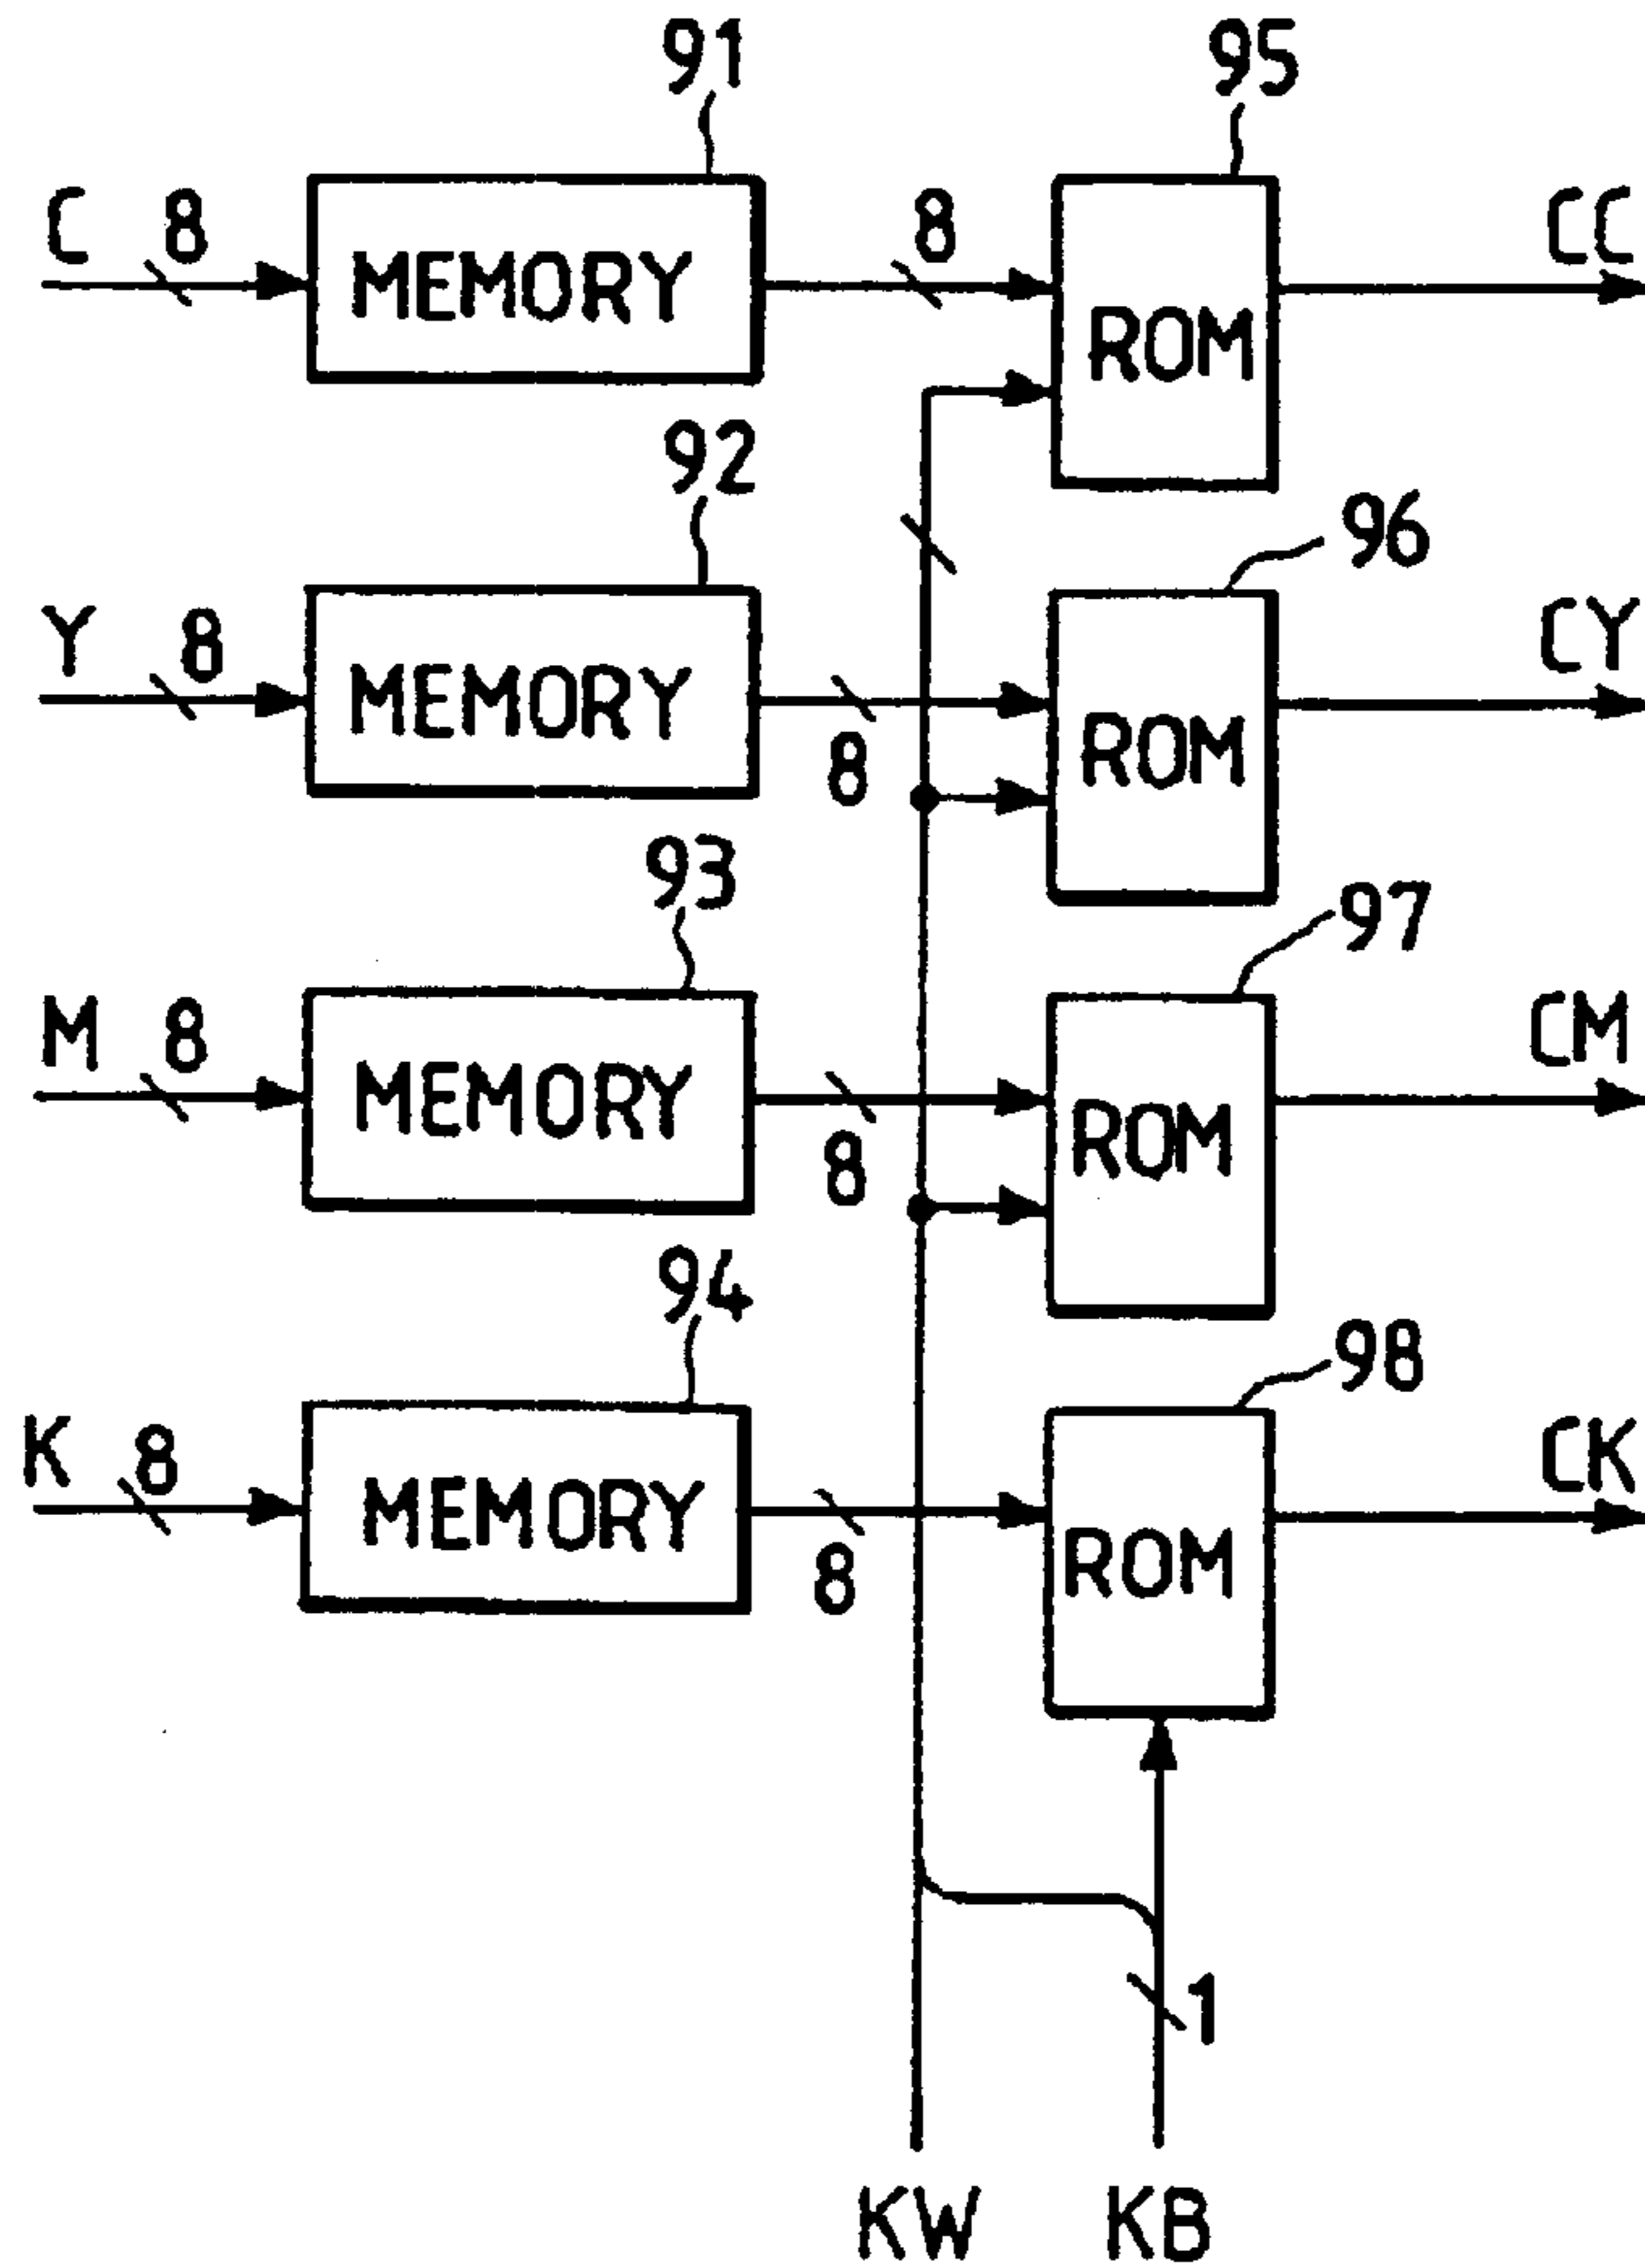 91 95
C 8 8 CC
MEMORY ROM
92 96
Y 8 CY
MEMORY 8 ROM
93 97
M 8 CM
MEMORY 8 ROM
94 98
K 8 CK
MEMORY 8 ROM
1
KW KB